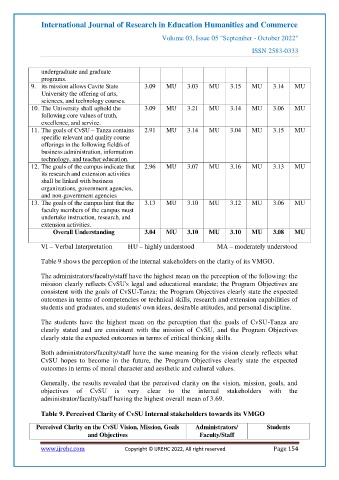 International Journal of Research in Education Humanities and Commerce
Volume 03, Issue 05 "September - October 2022"
ISSN 2583-0333
undergraduate and graduate
programs.
9. its mission allows Cavite State 3.09 MU 3.03 MU 3.15 MU 3.14 MU
University the offering of arts,
sciences, and technology courses.
10. The University shall uphold the 3.09 MU 3.21 MU 3.14 MU 3.06 MU
following core values of truth,
excellence, and service.
11. The goals of CvSU – Tanza contains 2.91 MU 3.14 MU 3.04 MU 3.15 MU
specific relevant and quality course
offerings in the following fields of
business administration, information
technology, and teacher education.
12. The goals of the campus indicate that 2.96 MU 3.07 MU 3.16 MU 3.13 MU
its research and extension activities
shall be linked with business
organizations, government agencies,
and non-government agencies
13. The goals of the campus hint that the 3.13 MU 3.10 MU 3.12 MU 3.06 MU
faculty members of the campus must
undertake instruction, research, and
extension activities.
Overall Understanding 3.04 MU 3.10 MU 3.10 MU 3.08 MU
VI – Verbal Interpretation HU – highly understood MA – moderately understood
Table 9 shows the perception of the internal stakeholders on the clarity of its VMGO.
The administrators/faculty/staff have the highest mean on the perception of the following: the
mission clearly reflects CvSU's legal and educational mandate; the Program Objectives are
consistent with the goals of CvSU-Tanza; the Program Objectives clearly state the expected
outcomes in terms of competencies or technical skills, research and extension capabilities of
students and graduates, and students' own ideas, desirable attitudes, and personal discipline.
The students have the highest mean on the perception that the goals of CvSU-Tanza are
clearly stated and are consistent with the mission of CvSU, and the Program Objectives
clearly state the expected outcomes in terms of critical thinking skills.
Both administrators/faculty/staff have the same meaning for the vision clearly reflects what
CvSU hopes to become in the future, the Program Objectives clearly state the expected
outcomes in terms of moral character and aesthetic and cultural values.
Generally, the results revealed that the perceived clarity on the vision, mission, goals, and
objectives of CvSU is very clear to the internal stakeholders with the
administrator/faculty/staff having the highest overall mean of 3.69.
Table 9. Perceived Clarity of CvSU Internal stakeholders towards its VMGO
Perceived Clarity on the CvSU Vision, Mission, Goals Administrators/ Students
and Objectives Faculty/Staff
www.ijrehc.com Copyright © IJREHC 2022, All right reserved Page 154